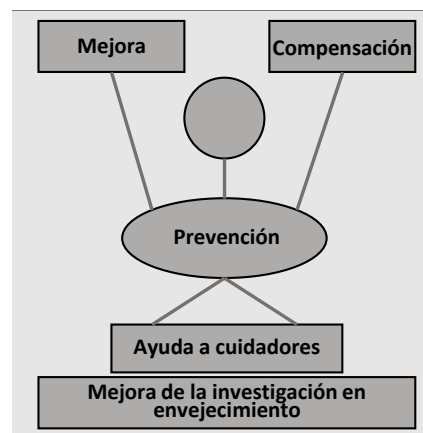 Mejora
Compensación
Prevención
Ayuda a cuidadores
Mejora de la investigación en
envejecimiento